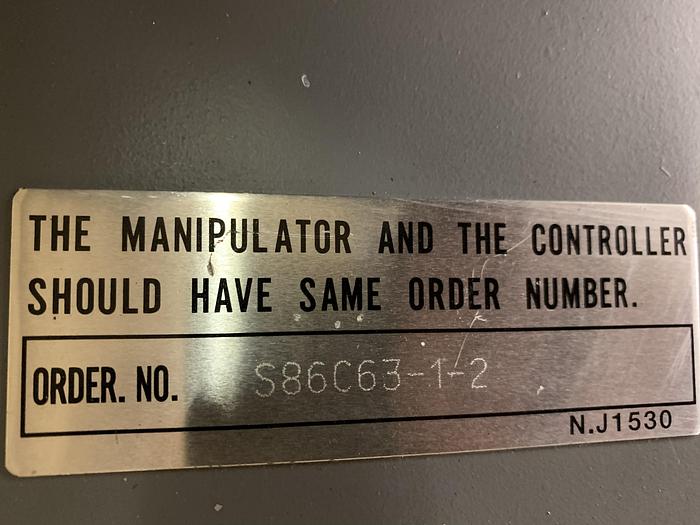 THE MANIPULATOR AND THE CONTROLLER
SHOULD HAVE SAME ORDER NUMBER.
ORDER. NO. S86C63-1-2
N.J1530